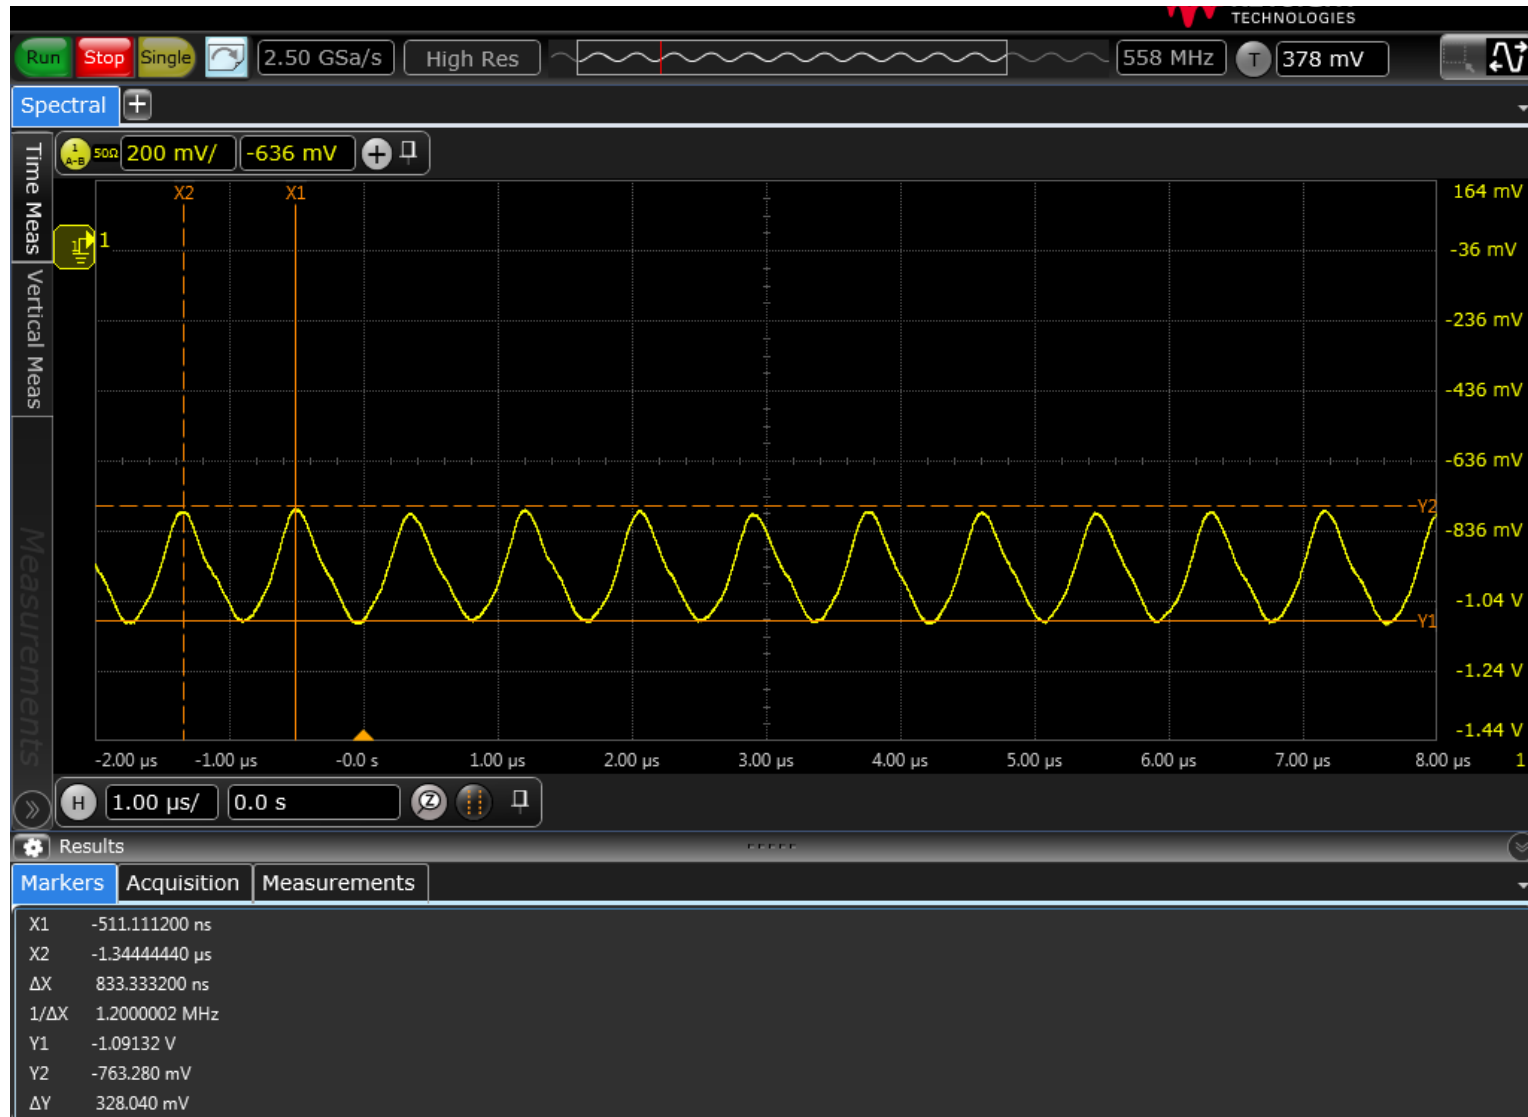 TECHNOLOGIES
Run Stop Single 2.50 GSa/s High Res 558 MHz T 378 mV
Spectral +
Time Meas
Vertical Meas
Measurements
1 A-B 50Ω 200 mV/ -636 mV +
X2 X1
1
164 mV
-36 mV
-236 mV
-436 mV
-636 mV
Y2
-836 mV
-1.04 V
Y1
-1.24 V
-1.44 V
-2.00 µs -1.00 µs -0.0 s 1.00 µs 2.00 µs 3.00 µs 4.00 µs 5.00 µs 6.00 µs 7.00 µs 8.00 µs 1
H 1.00 µs/ 0.0 s Z
Results
Markers Acquisition Measurements
X1 -511.111200 ns
X2 -1.34444440 µs
ΔX 833.333200 ns
1/ΔX 1.2000002 MHz
Y1 -1.09132 V
Y2 -763.280 mV
ΔY 328.040 mV